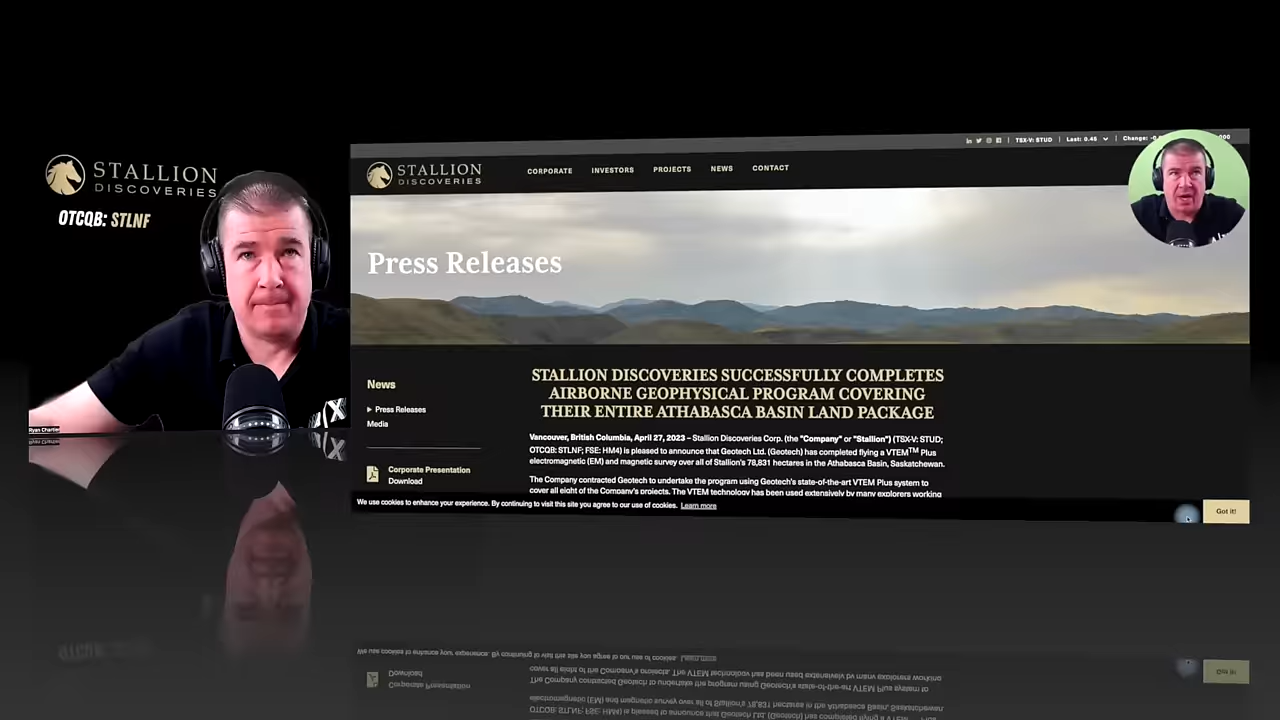 STALLION
DISCOVERIES
OTCQB: STLNF
Ryan Chartier
TSX-V: STUD
Last: 0.45
Change:
STALLION
DISCOVERIES
CORPORATE
INVESTORS
PROJECTS
NEWS
CONTACT
Press Releases
News
Press Releases
Media
Corporate Presentation
Download
STALLION DISCOVERIES SUCCESSFULLY COMPLETES
AIRBORNE GEOPHYSICAL PROGRAM COVERING
THEIR ENTIRE ATHABASCA BASIN LAND PACKAGE
Vancouver, British Columbia, April 27, 2023 – Stallion Discoveries Corp. (the "Company" or "Stallion") (TSX-V: STUD;
OTCQB: STLNF; FSE: HM4) is pleased to announce that Geotech Ltd. (Geotech) has completed flying a VTEM™ Plus
electromagnetic (EM) and magnetic survey over all of Stallion's 78,831 hectares in the Athabasca Basin, Saskatchewan.
The Company contracted Geotech to undertake the program using Geotech's state-of-the-art VTEM Plus system to
cover all eight of the Company's projects. The VTEM technology has been used extensively by many explorers working
We use cookies to enhance your experience. By continuing to visit this site you agree to our use of cookies. Learn more
Got it!